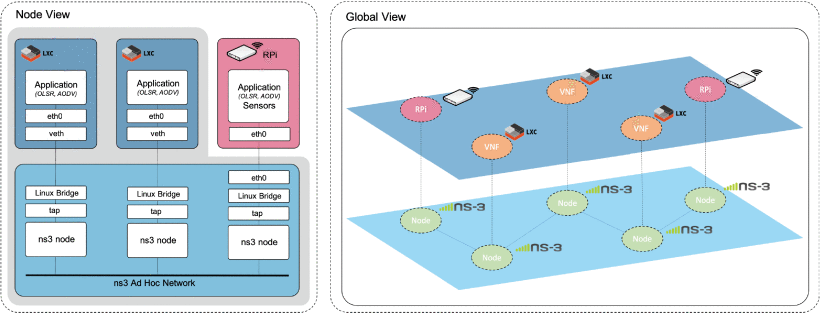 Node View
LXC
Application
(OLSR, AODV)
eth0
veth
LXC
Application
(OLSR, AODV)
eth0
veth
RPi
Application
(OLSR, AODV)
Sensors
eth0
Linux Bridge
tap
ns3 node
Linux Bridge
tap
ns3 node
eth0
Linux Bridge
tap
ns3 node
ns3 Ad Hoc Network
Global View
RPi
VNF
LXC
VNF
LXC
VNF
LXC
RPi
Node
ns-3
Node
ns-3
Node
ns-3
Node
ns-3
Node
ns-3